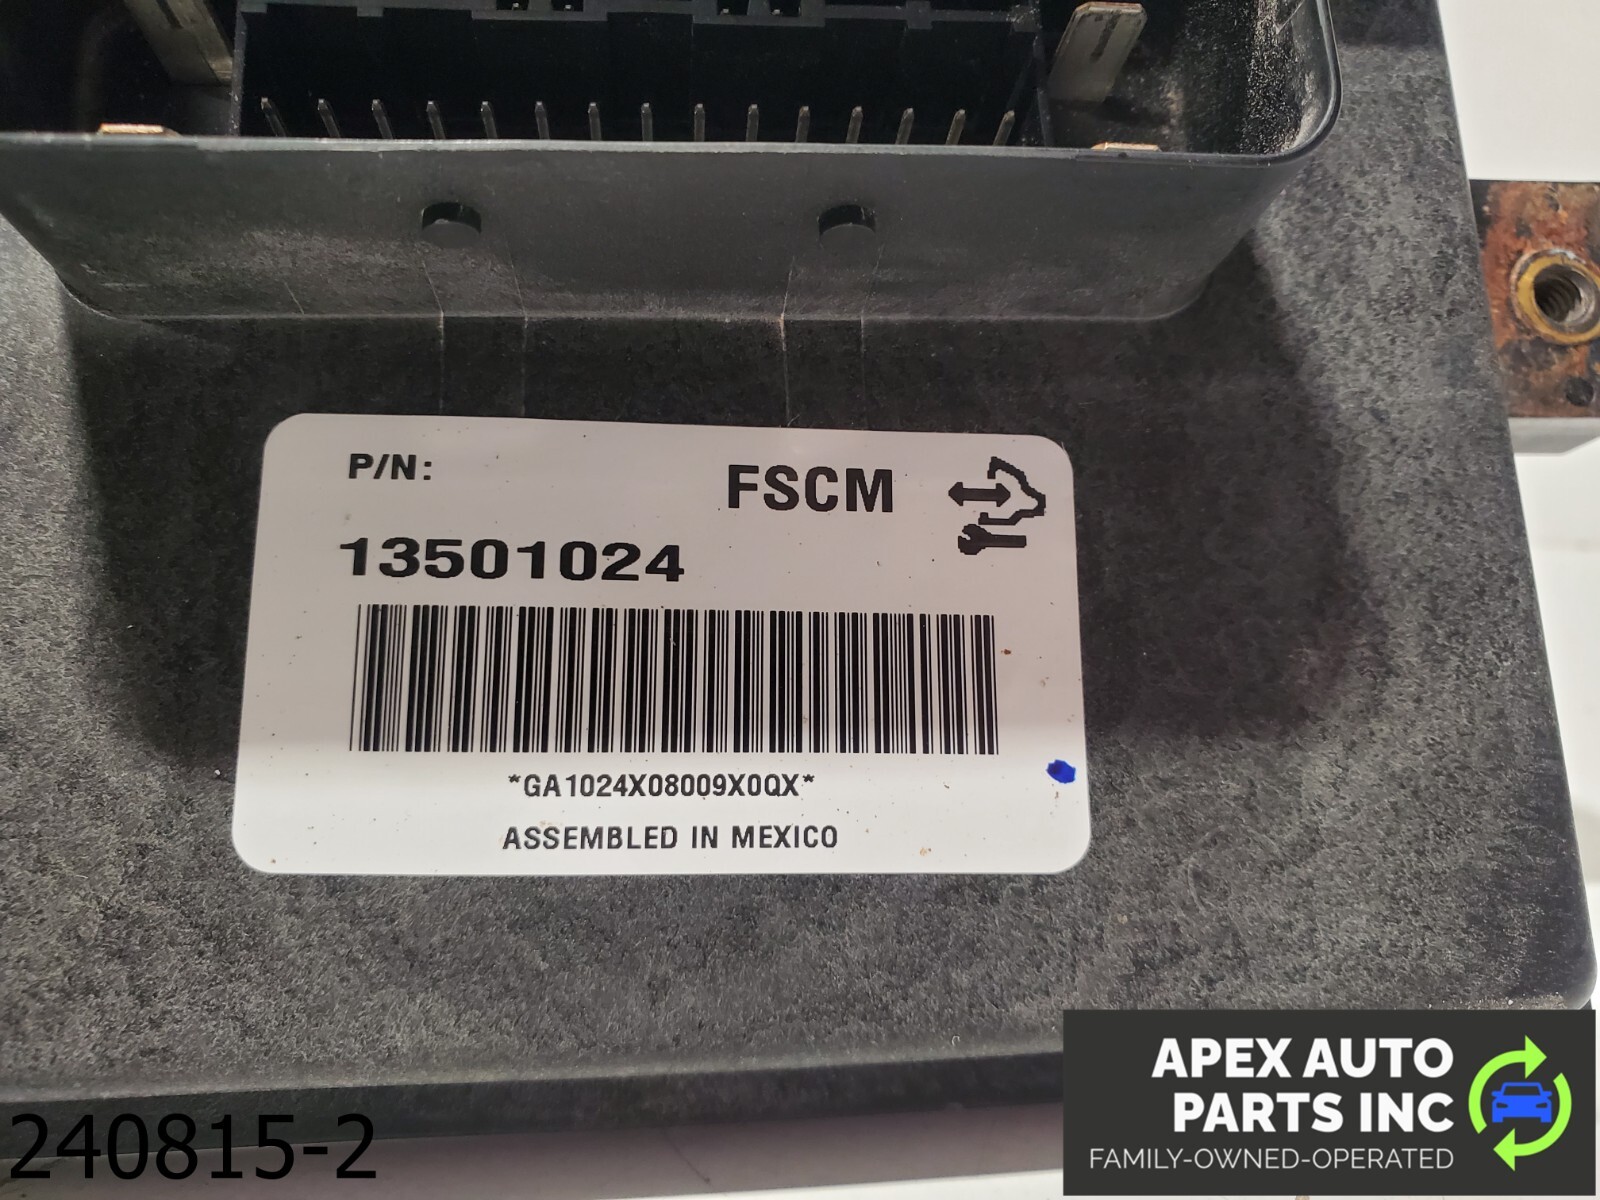 P/N:
FSCM
13501024
*GA1024X08009X0QX*
ASSEMBLED IN MEXICO
240815-2
APEX AUTO
PARTS INC
FAMILY-OWNED-OPERATED